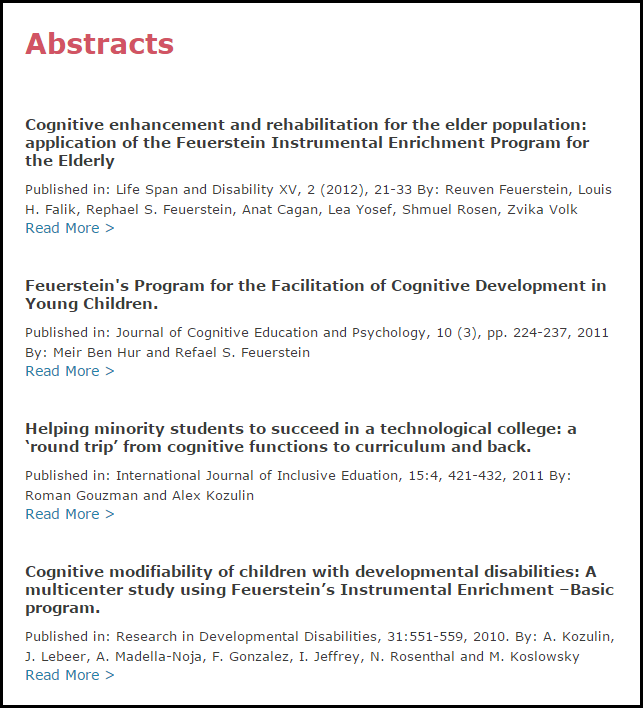 Abstracts
Cognitive enhancement and rehabilitation for the elder population:
application of the Feuerstein Instrumental Enrichment Program for
the Elderly
Published in: Life Span and Disability XV, 2 (2012), 21-33 By: Reuven Feuerstein, Louis
H. Falik, Rephael S. Feuerstein, Anat Cagan, Lea Yosef, Shmuel Rosen, Zvika Volk
Read More >
Feuerstein's Program for the Facilitation of Cognitive Development in
Young Children.
Published in: Journal of Cognitive Education and Psychology, 10 (3), pp. 224-237, 2011
By: Meir Ben Hur and Refael S. Feuerstein
Read More >
Helping minority students to succeed in a technological college: a
‘round trip’ from cognitive functions to curriculum and back.
Published in: International Journal of Inclusive Eduation, 15:4, 421-432, 2011 By:
Roman Gouzman and Alex Kozulin
Read More >
Cognitive modifiability of children with developmental disabilities: A
multicenter study using Feuerstein’s Instrumental Enrichment –Basic
program.
Published in: Research in Developmental Disabilities, 31:551-559, 2010. By: A. Kozulin,
J. Lebeer, A. Madella-Noja, F. Gonzalez, I. Jeffrey, N. Rosenthal and M. Koslowsky
Read More >